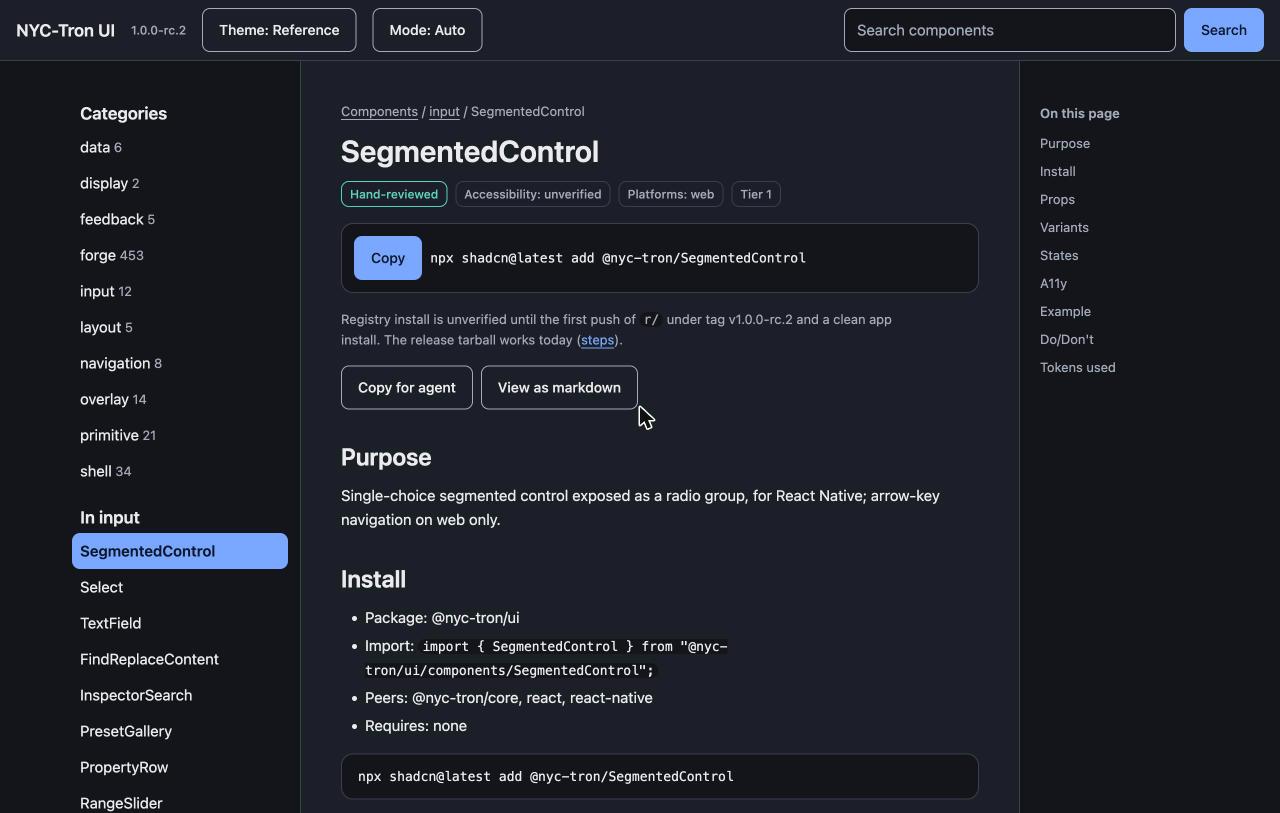 NYC-Tron UI 1.0.0-rc.2 Theme: Reference Mode: Auto Search components Search
Categories
data 6
display 2
feedback 5
forge 453
input 12
layout 5
navigation 8
overlay 14
primitive 21
shell 34
In input
SegmentedControl
Select
TextField
FindReplaceContent
InspectorSearch
PresetGallery
PropertyRow
RangeSlider
Components / input / SegmentedControl
SegmentedControl
Hand-reviewed Accessibility: unverified Platforms: web Tier 1
Copy npx shadcn@latest add @nyc-tron/SegmentedControl
Registry install is unverified until the first push of r/ under tag v1.0.0-rc.2 and a clean app
install. The release tarball works today (steps).
Copy for agent View as markdown
Purpose
Single-choice segmented control exposed as a radio group, for React Native; arrow-key
navigation on web only.
Install
• Package: @nyc-tron/ui
• Import: import { SegmentedControl } from "@nyc-
tron/ui/components/SegmentedControl";
• Peers: @nyc-tron/core, react, react-native
• Requires: none
npx shadcn@latest add @nyc-tron/SegmentedControl
On this page
Purpose
Install
Props
Variants
States
A11y
Example
Do/Don't
Tokens used